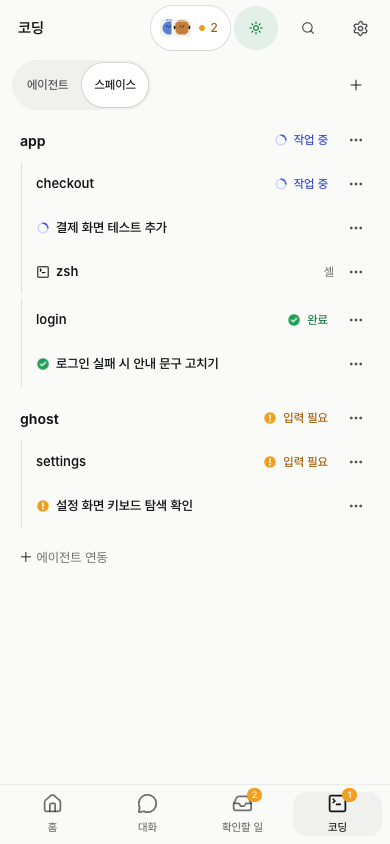 코딩
2
에이전트
스페이스
app
작업 중
checkout
작업 중
결제 화면 테스트 추가
zsh
셸
login
완료
로그인 실패 시 안내 문구 고치기
ghost
입력 필요
settings
입력 필요
설정 화면 키보드 탐색 확인
에이전트 연동
홈
대화
2
확인할 일
1
코딩